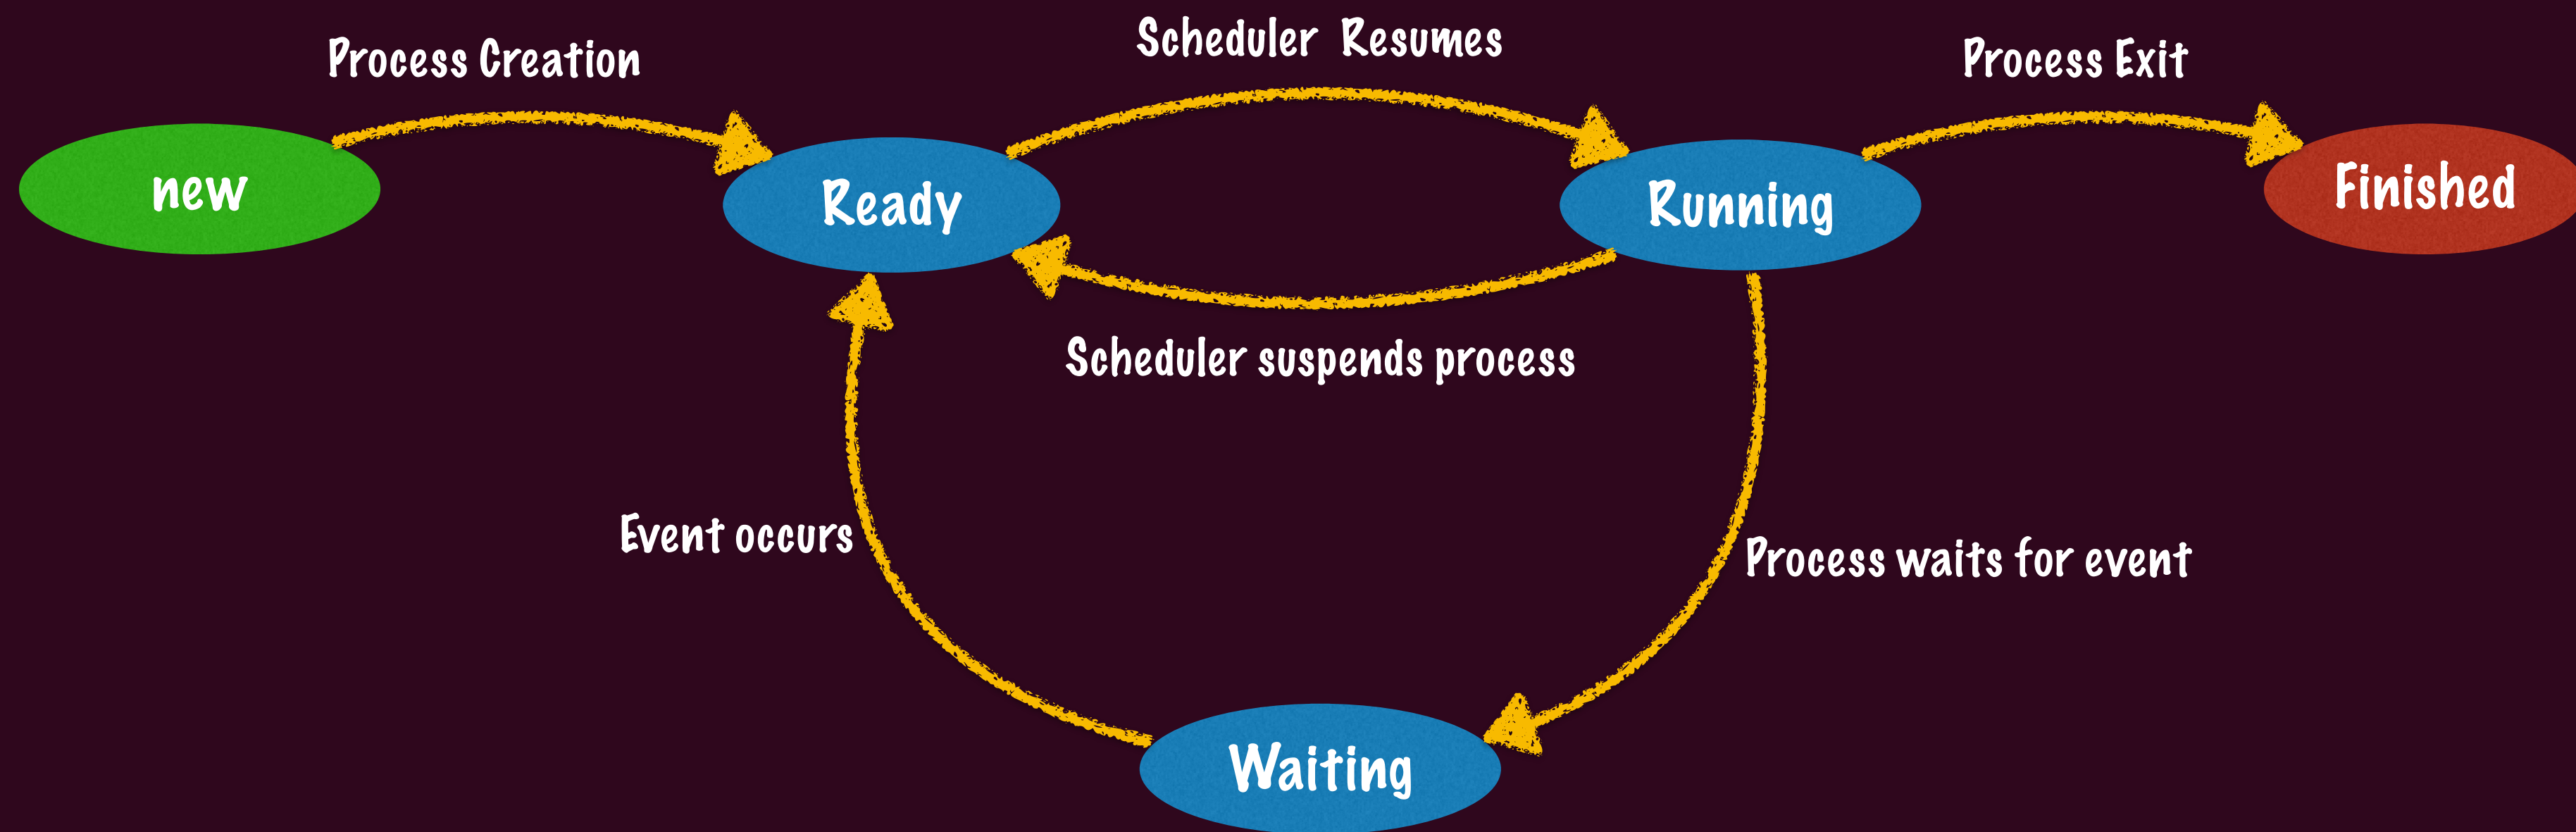 Process Creation
Scheduler Resumes
Process Exit
new
Ready
Running
Finished
Scheduler suspends process
Event occurs
Process waits for event
Waiting